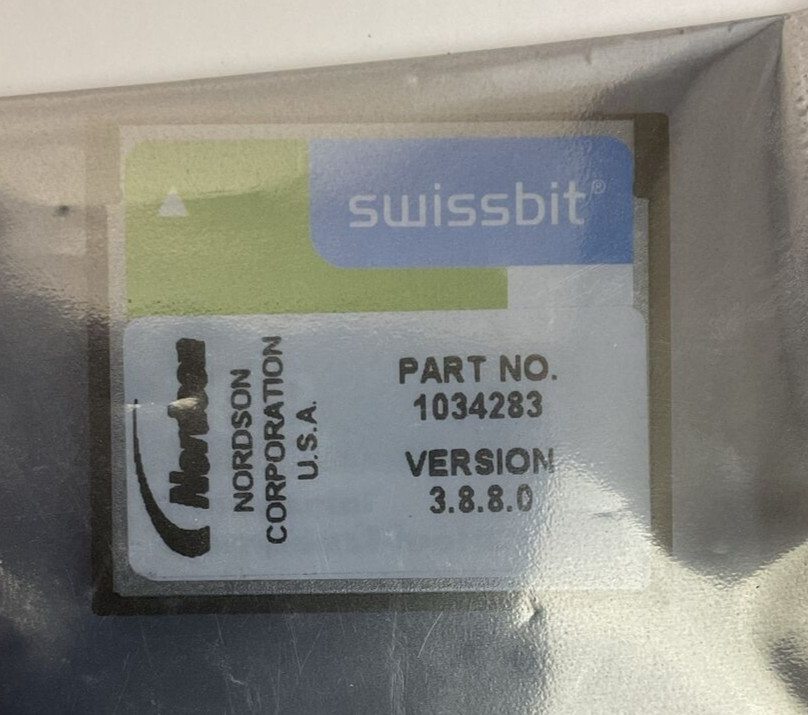 swissbit®
Nordson
NORDSON
CORPORATION
U.S.A.
PART NO.
1034283
VERSION
3.8.8.0